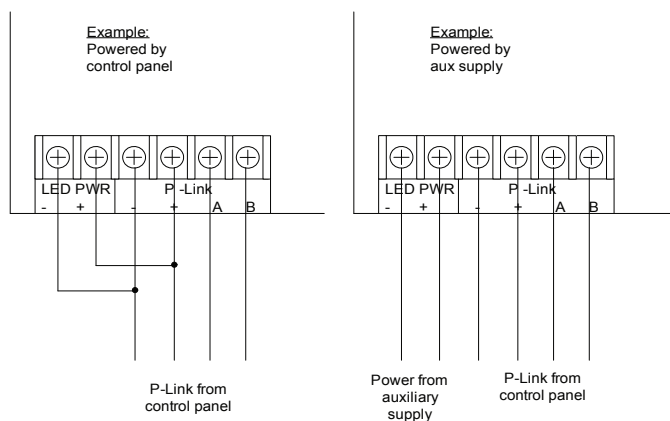 Example:
Powered by
control panel
LED PWR P -Link
- + - + A B
P-Link from
control panel
Example:
Powered by
aux supply
LED PWR P -Link
- + - + A B
Power from
auxiliary
supply
P-Link from
control panel